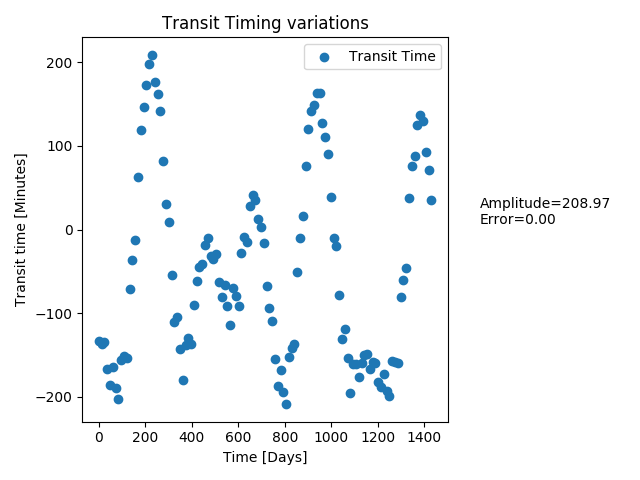 Transit Timing variations
Transit Time
Transit time [Minutes]
200
100
0
−100
−200
0
200
400
600
800
1000
1200
1400
Time [Days]
Amplitude=208.97
Error=0.00